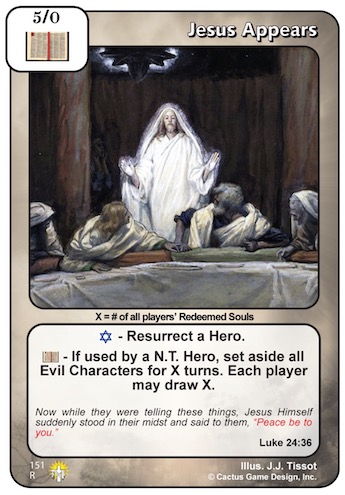 5/0
Jesus Appears
X = # of all players' Redeemed Souls
✡ - Resurrect a Hero.
- If used by a N.T. Hero, set aside all
Evil Characters for X turns. Each player
may draw X.
Now while they were telling these things, Jesus Himself
suddenly stood in their midst and said to them, "Peace be
to you."
Luke 24:36
151
R
Illus. J.J. Tissot
© Cactus Game Design, Inc.